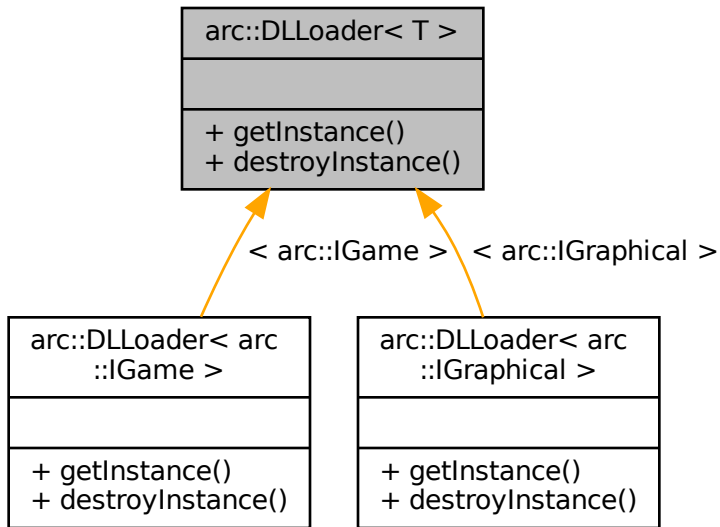 arc::DLLoader< T >
+ getInstance()
+ destroyInstance()
< arc::IGame >
< arc::IGraphical >
arc::DLLoader< arc
::IGame >
+ getInstance()
+ destroyInstance()
arc::DLLoader< arc
::IGraphical >
+ getInstance()
+ destroyInstance()